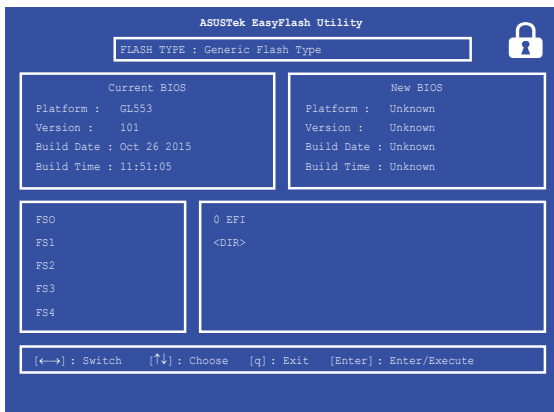 ASUSTek EasyFlash Utility
FLASH TYPE : Generic Flash Type
Current BIOS
Platform : GL553
Version : 101
Build Date : Oct 26 2015
Build Time : 11:51:05
New BIOS
Platform : Unknown
Version : Unknown
Build Date : Unknown
Build Time : Unknown
FSO
FS1
FS2
FS3
FS4
0 EFI
<DIR>
[←→] : Switch [↑↓] : Choose [q] : Exit [Enter] : Enter/Execute